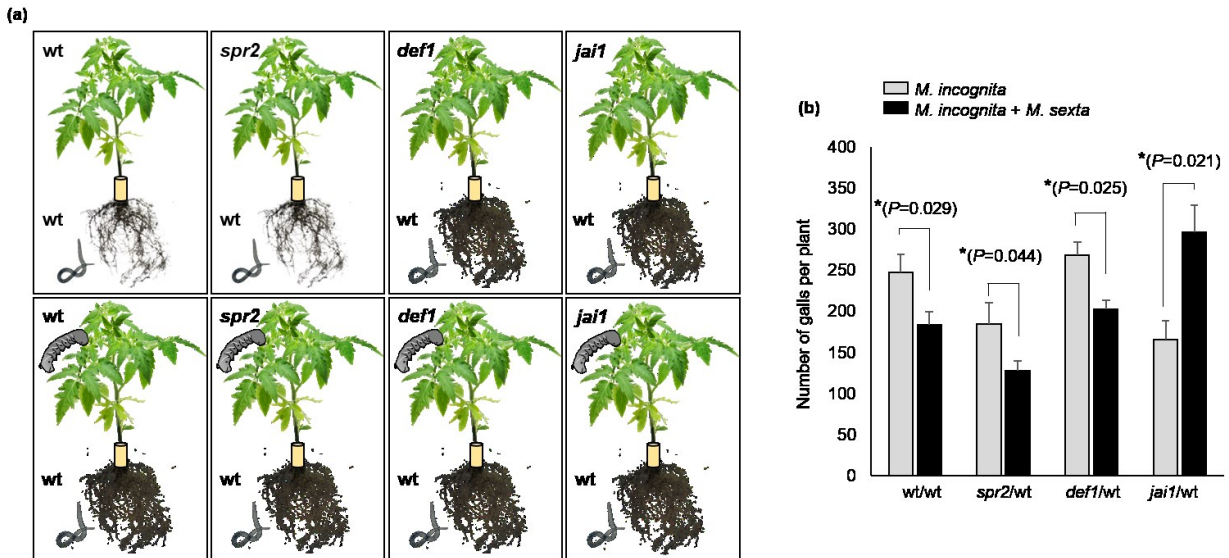 (a)
wt spr2 def1 jai1
wt wt wt wt
wt spr2 def1 jai1
wt wt wt wt
(b)
M. incognita
M. incognita + M. sexta
Number of galls per plant
400
350
300
250
200
150
100
50
0
*(P=0.029)
*(P=0.044)
*(P=0.025)
*(P=0.021)
wt/wt spr2/wt def1/wt jai1/wt